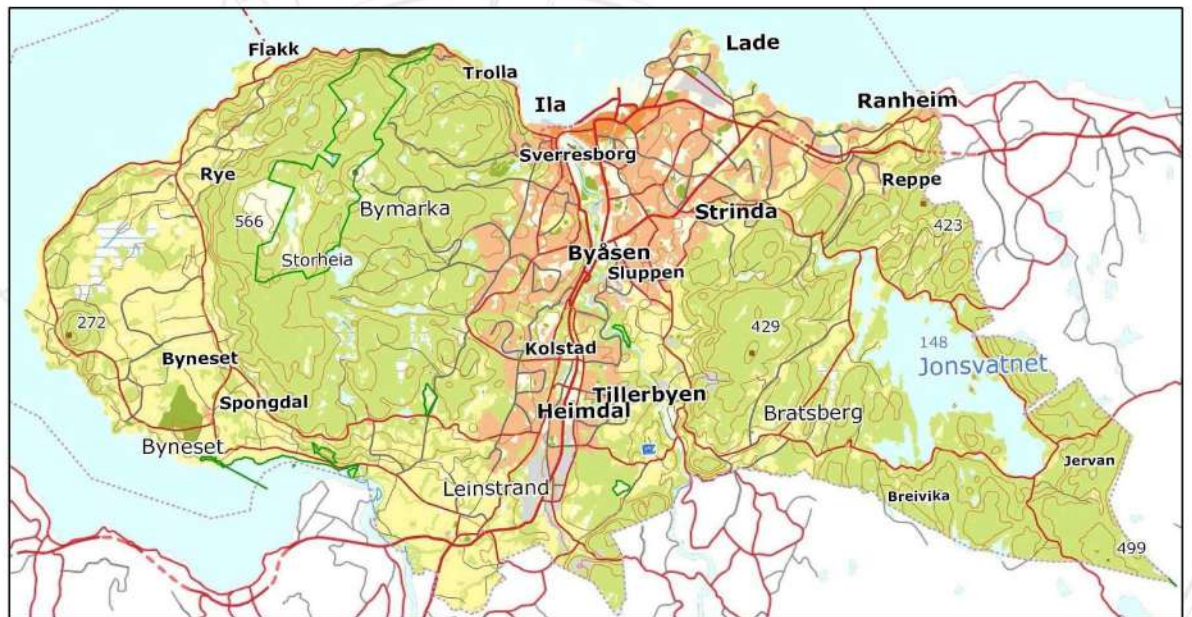 Flakk
Lade
Trolla
Ila
Ranheim
Sverresborg
Rye
Reppe
566
Bymarka
Strinda
423
Storheia
Byåsen
Sluppen
272
429
148
Kolstad
Byneset
Jonsvatnet
Spongdal
Tillerbyen
Heimdal
Bratsberg
Byneset
Jervan
Leinstrand
Breivika
499